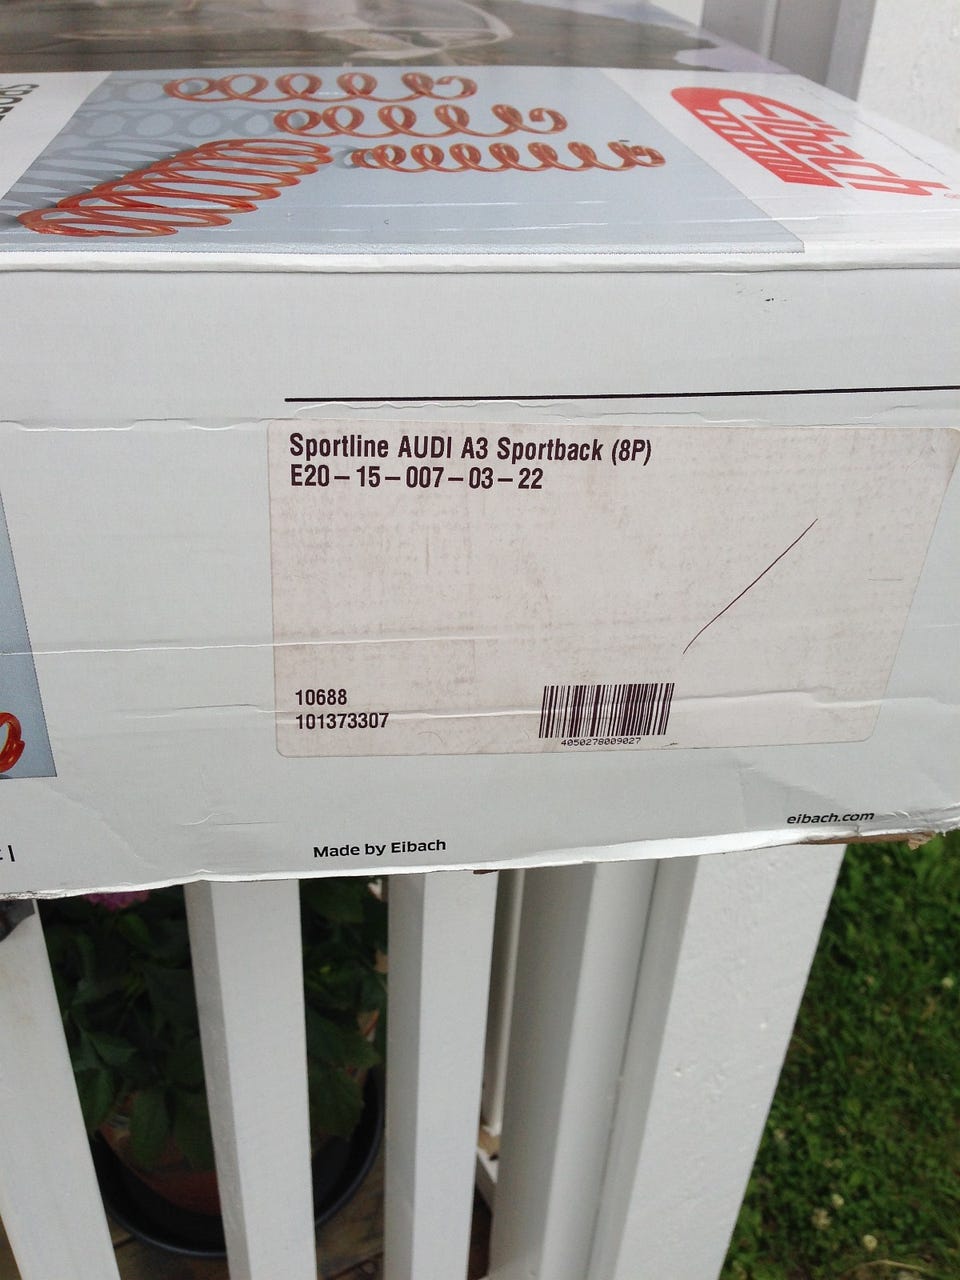 Eibach
Sportline AUDI A3 Sportback (8P)
E20-15-007-03-22
10688
101373307
4050278009027
eibach.com
Made by Eibach